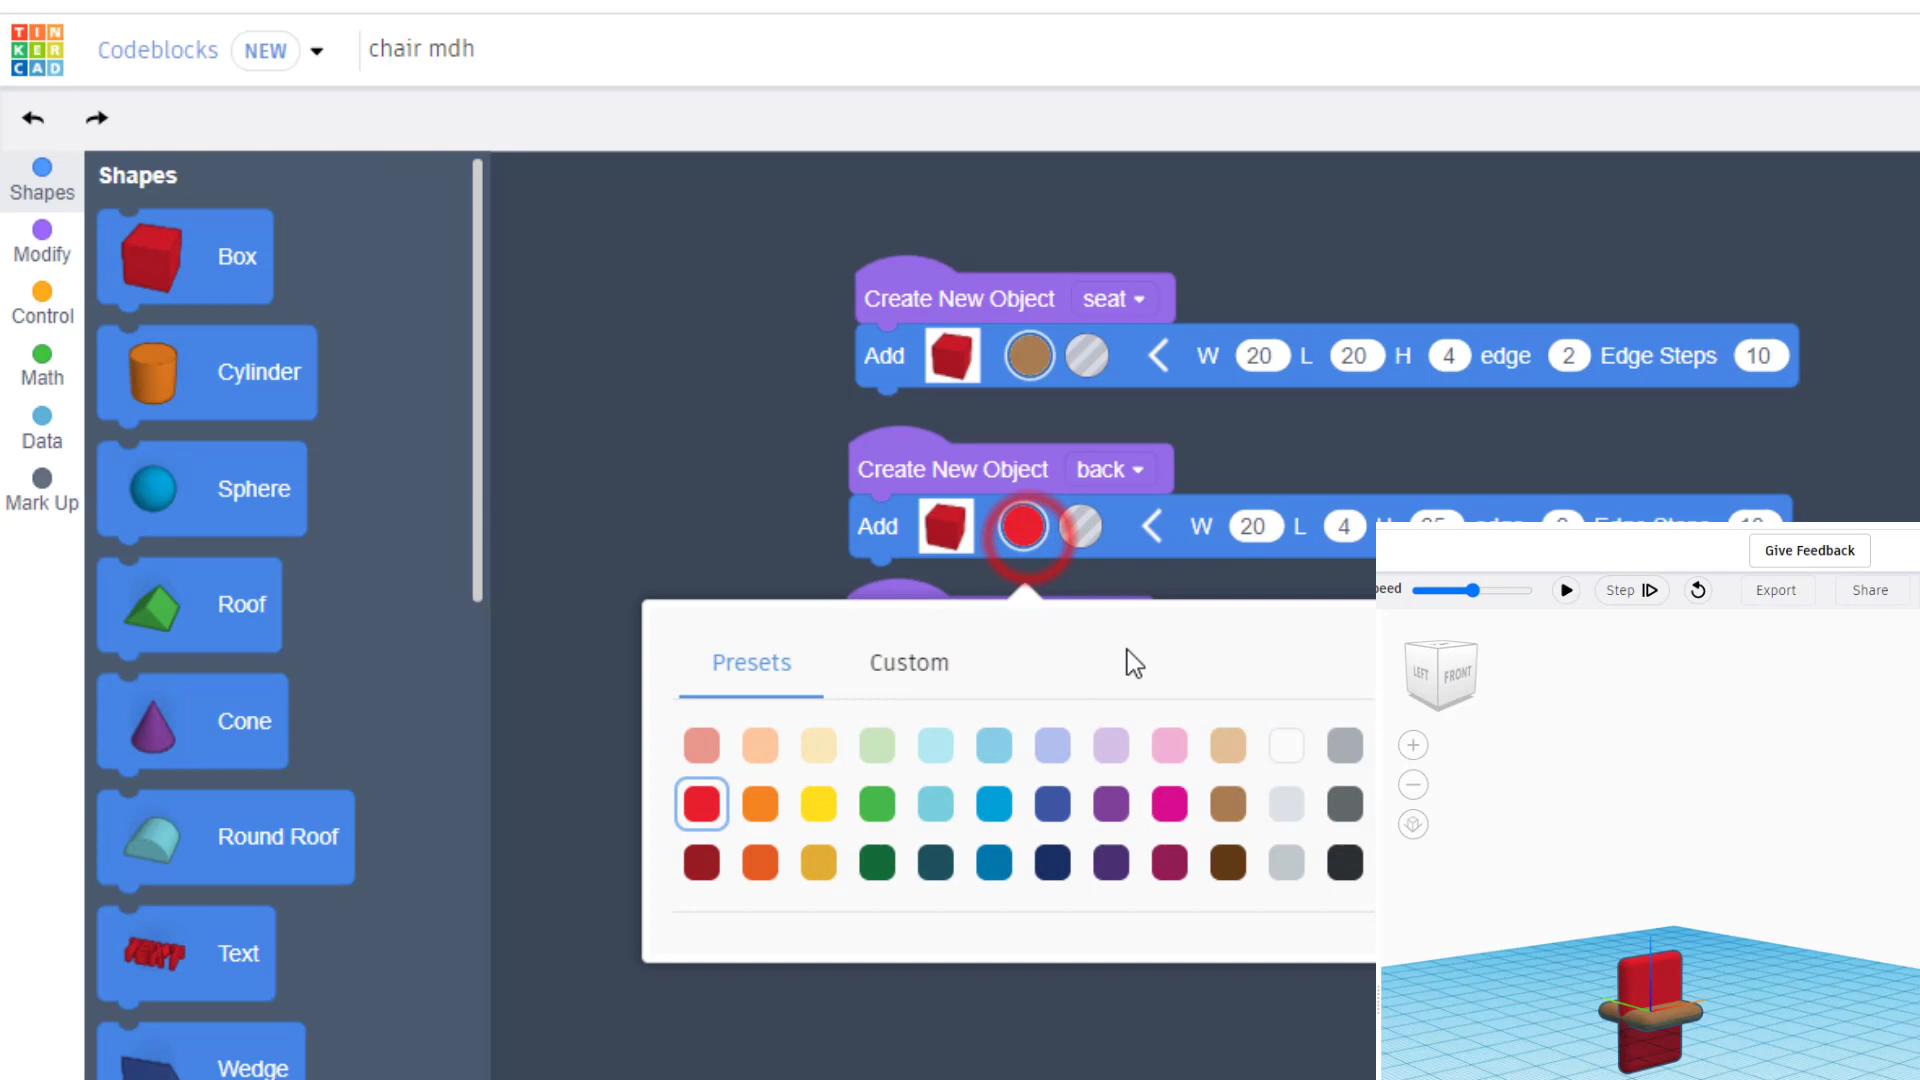 TIN
KER
CAD
Codeblocks NEW
chair mdh
Shapes
Modify
Control
Math
Data
Mark Up
Shapes
Box
Cylinder
Sphere
Roof
Cone
Round Roof
Text
Wedge
Create New Object seat
Add W 20 L 20 H 4 edge 2 Edge Steps 10
Create New Object back
Add W 20 L 4
Presets Custom
Give Feedback
peed Step Export Share
LEFT FRONT